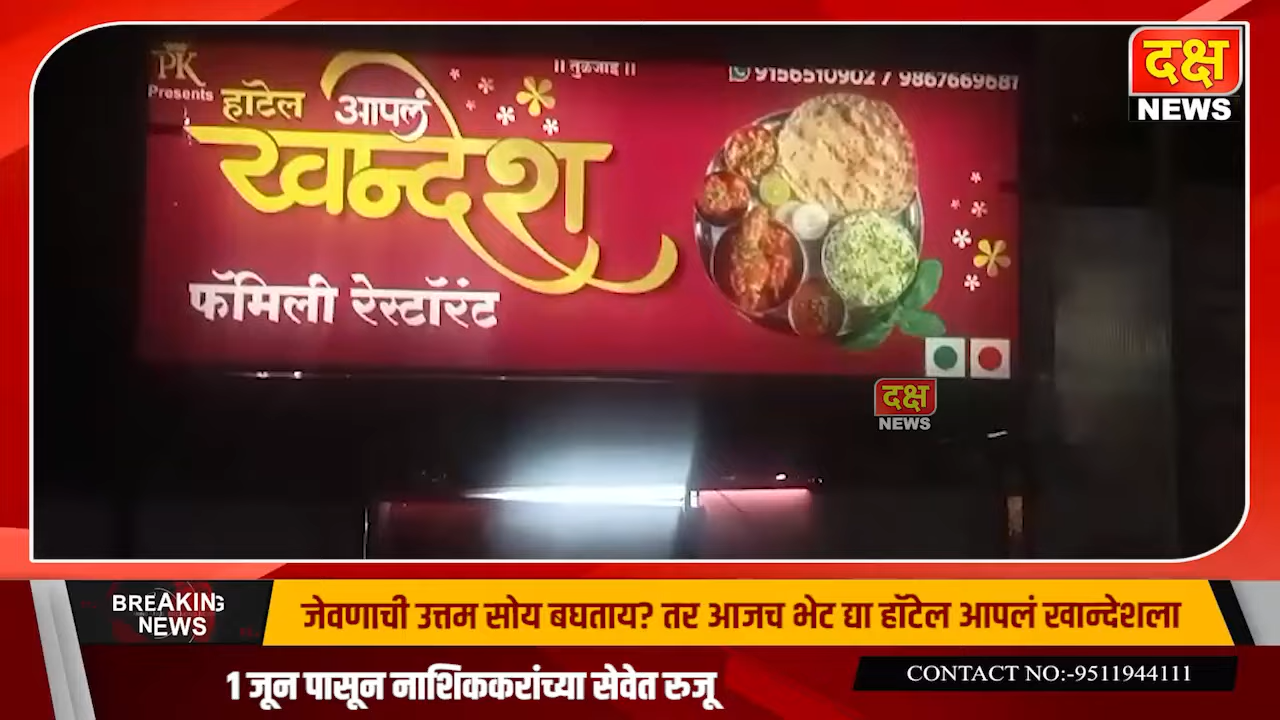 PK
Presents
हॉटेल आपलं
खान्देश
फॅमिली रेस्टॉरंट
|| तुळजाई ||
9156510902 / 9867669681
दक्ष
NEWS
दक्ष
NEWS
BREAKING
NEWS
जेवणाची उत्तम सोय बघताय? तर आजच भेट द्या हॉटेल आपलं खान्देशला
1 जून पासून नाशिककरांच्या सेवेत रुजू
CONTACT NO:-9511944111